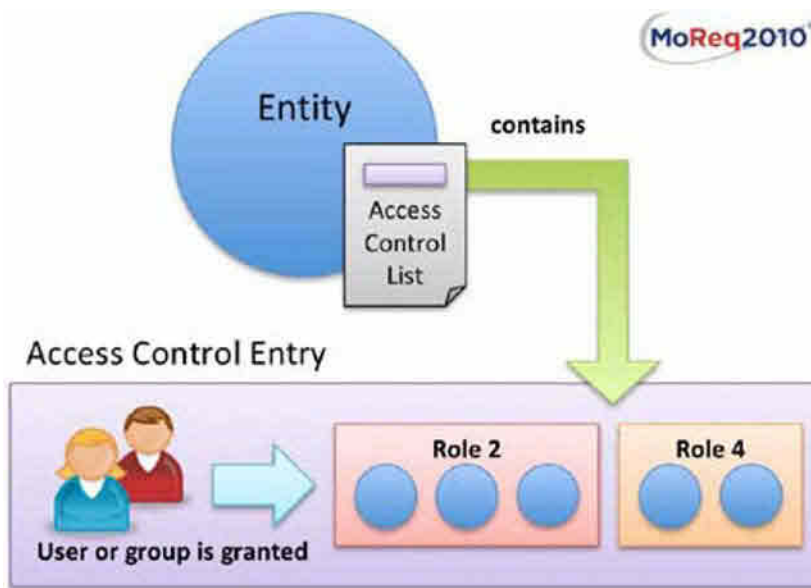 MoReq2010
Entity
contains
Access
Control
List
Access Control Entry
Role 2
Role 4
User or group is granted